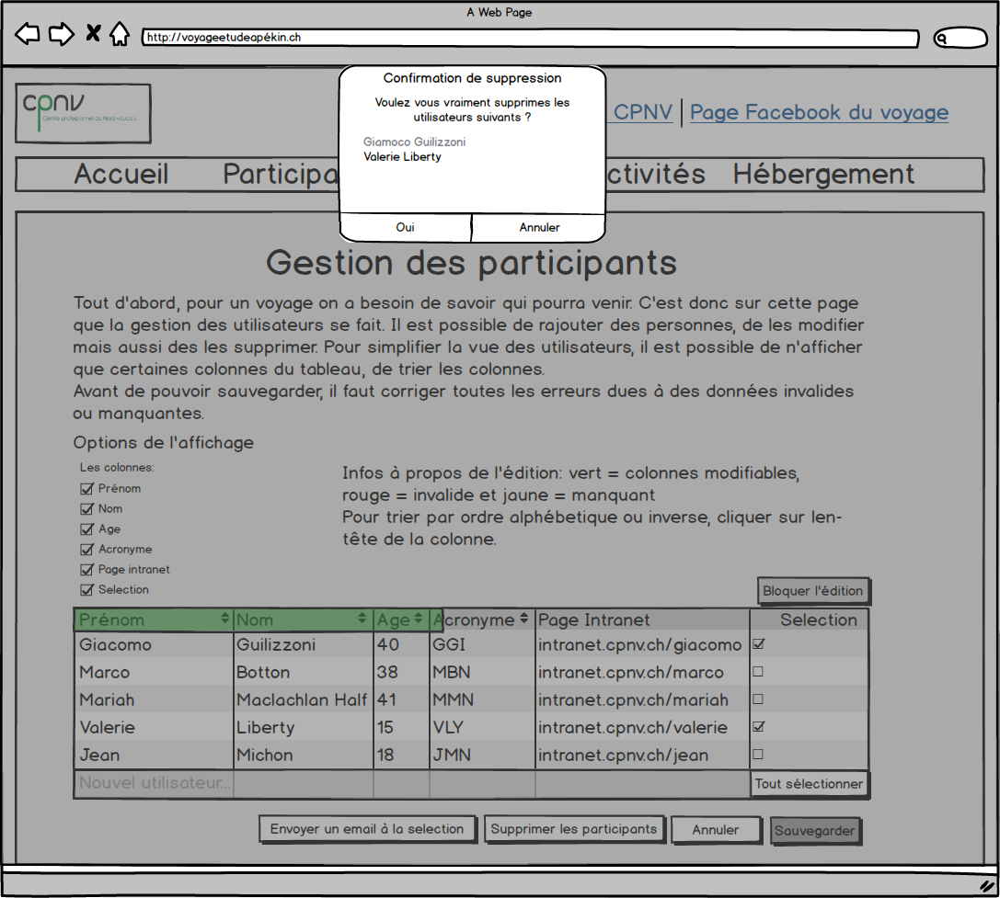 A Web Page
http://voyageetudeapékin.ch
Confirmation de suppression
Voulez vous vraiment supprimes les
utilisateurs suivants ?
Giamoco Guilizzoni
Valerie Liberty
Oui Annuler
cpnv
Centre professionnel du Nord vaudois
CPNV Page Facebook du voyage
Accueil Participa ctivités Hébergement
Gestion des participants
Tout d'abord, pour un voyage on a besoin de savoir qui pourra venir. C'est donc sur cette page
que la gestion des utilisateurs se fait. Il est possible de rajouter des personnes, de les modifier
mais aussi des les supprimer. Pour simplifier la vue des utilisateurs, il est possible de n'afficher
que certaines colonnes du tableau, de trier les colonnes.
Avant de pouvoir sauvegarder, il faut corriger toutes les erreurs dues à des données invalides
ou manquantes.
Options de l'affichage
Les colonnes:
Prénom
Nom
Age
Acronyme
Page intranet
Selection
Infos à propos de l'édition: vert = colonnes modifiables,
rouge = invalide et jaune = manquant
Pour trier par ordre alphébetique ou inverse, cliquer sur len-
tête de la colonne.
Bloquer l'édition
Prénom Nom Age Acronyme Page Intranet Selection
Giacomo Guilizzoni 40 GGI intranet.cpnv.ch/giacomo
Marco Botton 38 MBN intranet.cpnv.ch/marco
Mariah Maclachlan Half 41 MMN intranet.cpnv.ch/mariah
Valerie Liberty 15 VLY intranet.cpnv.ch/valerie
Jean Michon 18 JMN intranet.cpnv.ch/jean
Nouvel utilisateur... Tout sélectionner
Envoyer un email à la selection Supprimer les participants Annuler Sauvegarder